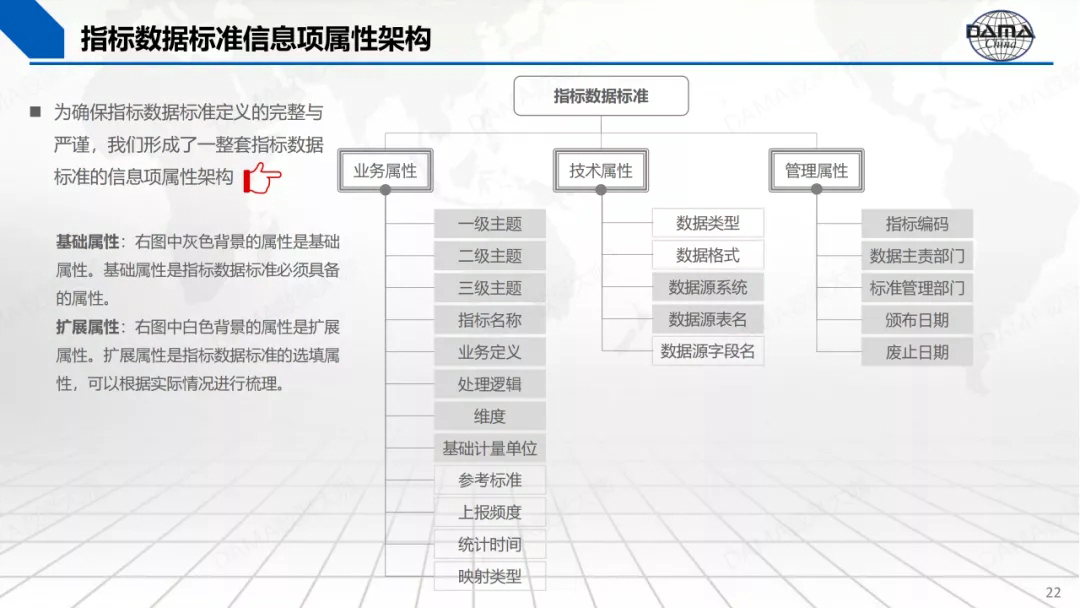 指标数据标准信息项属性架构
DAMA
China
■ 为确保指标数据标准定义的完整与
严谨，我们形成了一整套指标数据
标准的信息项属性架构
基础属性：右图中灰色背景的属性是基础
属性。基础属性是指标数据标准必须具备
的属性。
扩展属性：右图中白色背景的属性是扩展
属性。扩展属性是指标数据标准的选填属
性，可以根据实际情况进行梳理。
指标数据标准
业务属性
一级主题
二级主题
三级主题
指标名称
业务定义
处理逻辑
维度
基础计量单位
参考标准
上报频度
统计时间
映射类型
技术属性
数据类型
数据格式
数据源系统
数据源表名
数据源字段名
管理属性
指标编码
数据主责部门
标准管理部门
颁布日期
废止日期
22